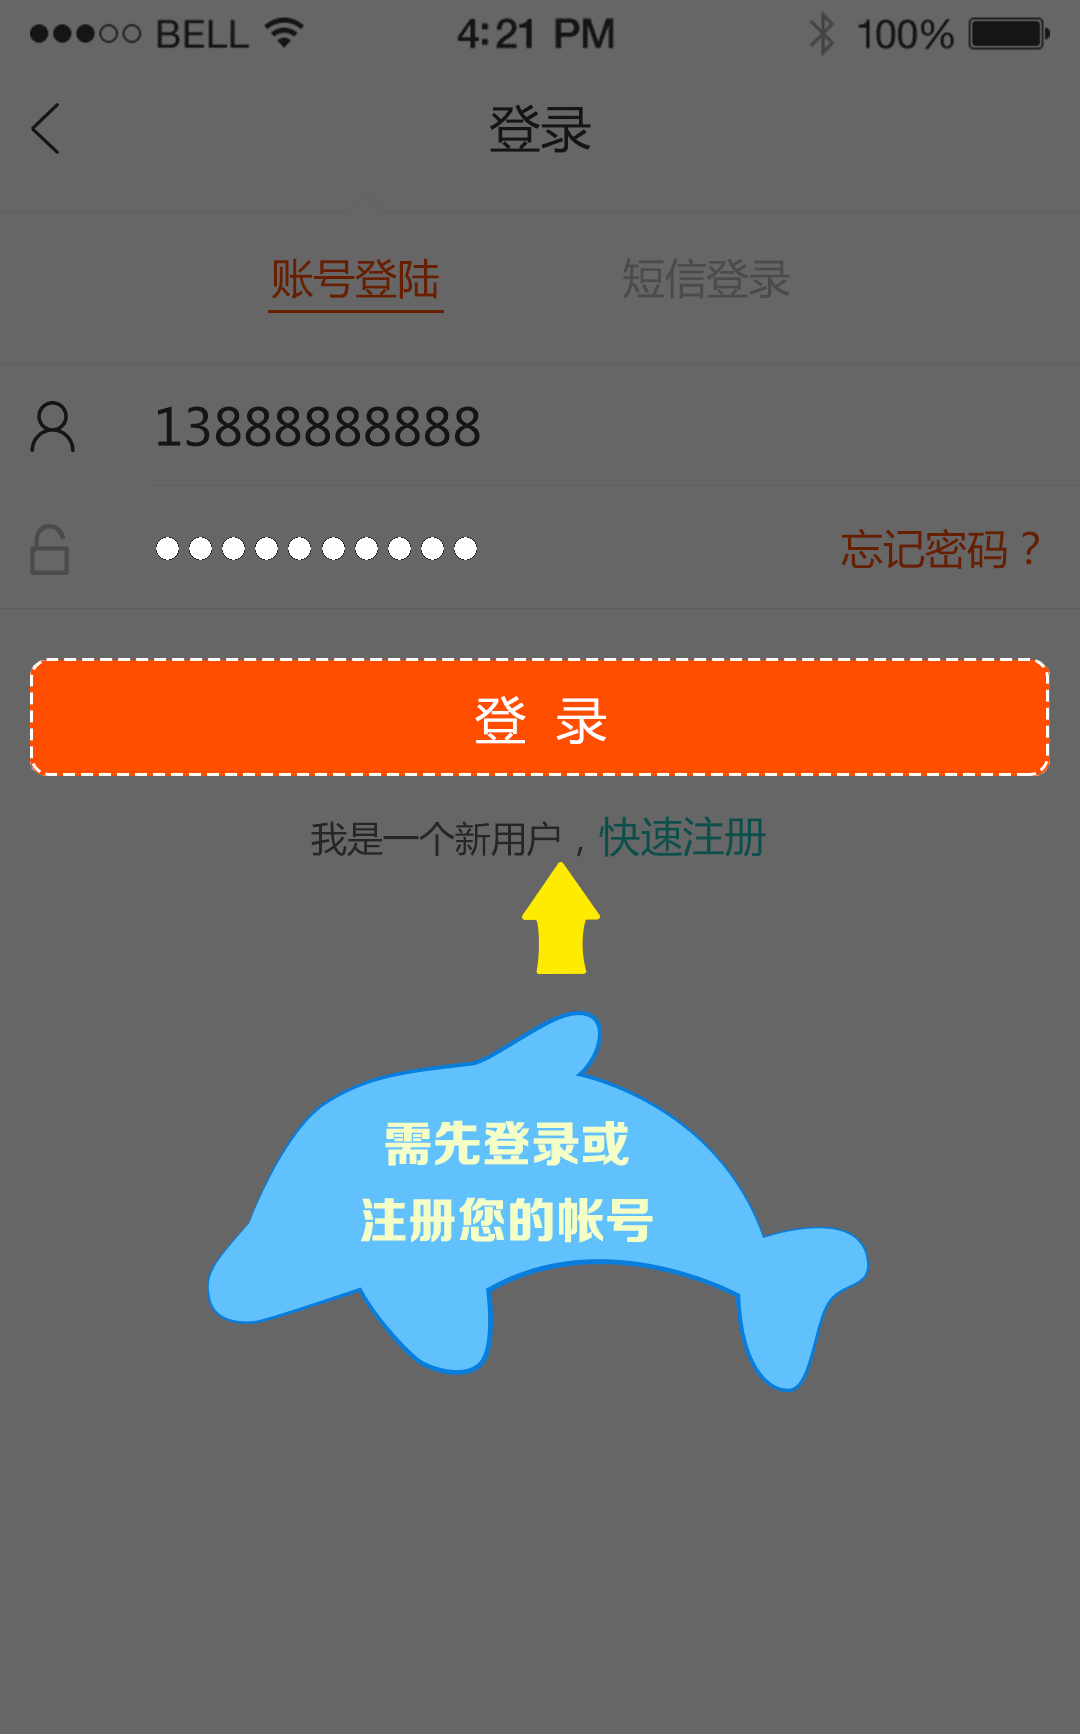 BELL 4:21 PM 100%
登录
账号登陆 短信登录
13888888888
忘记密码？
登 录
我是一个新用户，快速注册
需先登录或
注册您的帐号